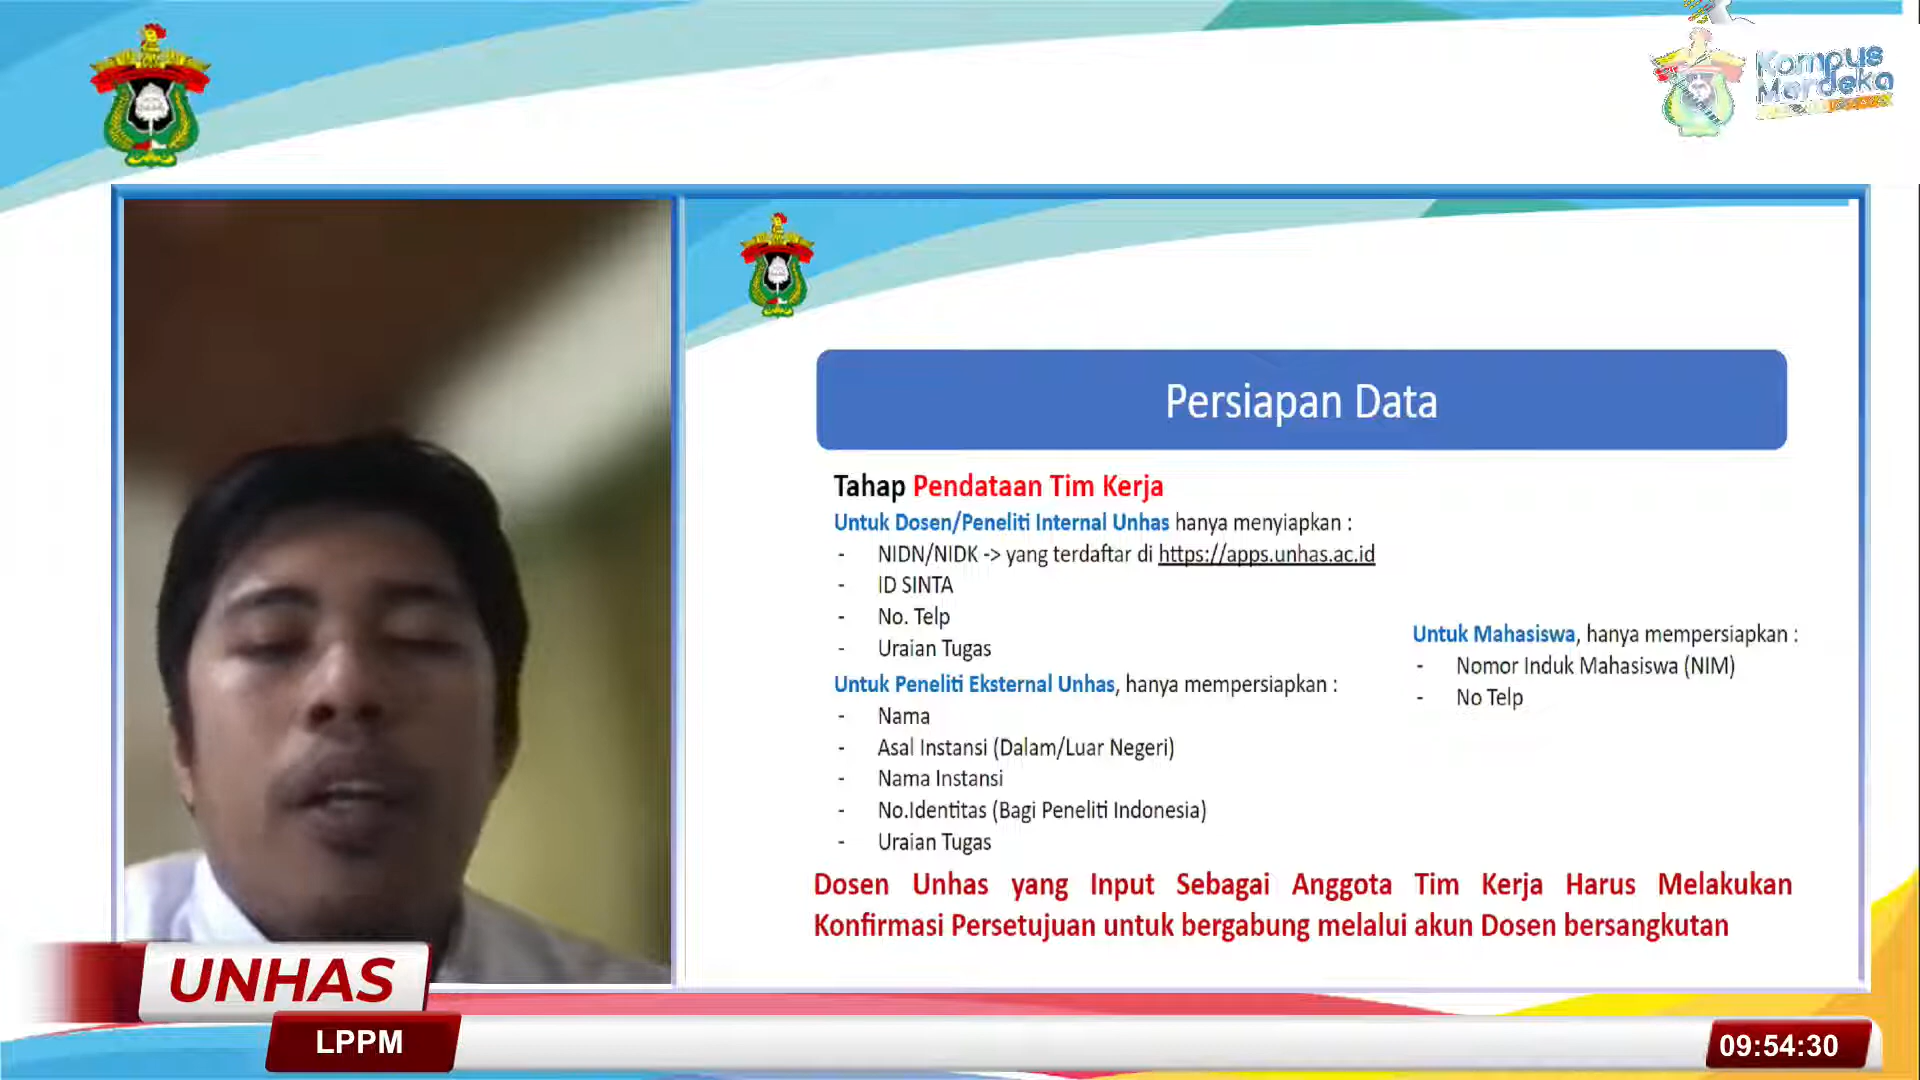 Kampus
Merdeka
Persiapan Data
Tahap Pendataan Tim Kerja
Untuk Dosen/Peneliti Internal Unhas hanya menyiapkan :
- NIDN/NIDK -> yang terdaftar di https://apps.unhas.ac.id
- ID SINTA
- No. Telp
- Uraian Tugas
Untuk Peneliti Eksternal Unhas, hanya mempersiapkan :
- Nama
- Asal Instansi (Dalam/Luar Negeri)
- Nama Instansi
- No.Identitas (Bagi Peneliti Indonesia)
- Uraian Tugas
Untuk Mahasiswa, hanya mempersiapkan :
- Nomor Induk Mahasiswa (NIM)
- No Telp
Dosen Unhas yang Input Sebagai Anggota Tim Kerja Harus Melakukan
Konfirmasi Persetujuan untuk bergabung melalui akun Dosen bersangkutan
UNHAS
LPPM
09:54:30